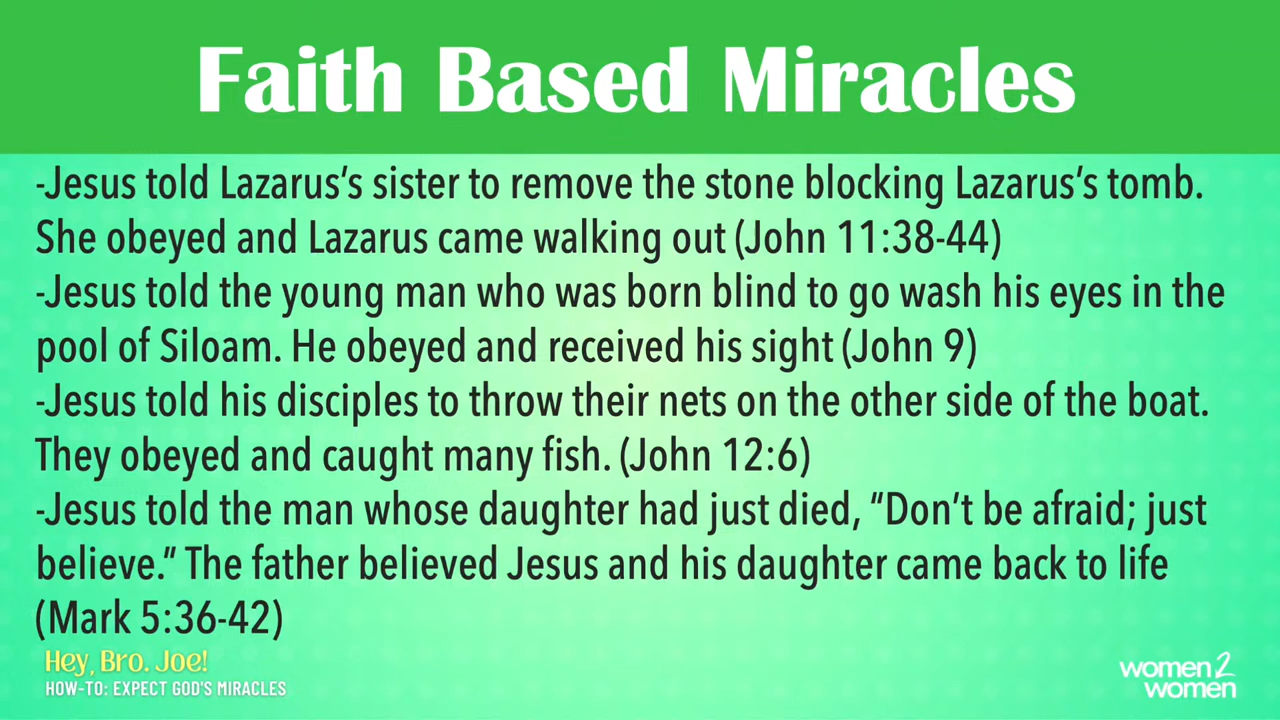 Faith Based Miracles
-Jesus told Lazarus’s sister to remove the stone blocking Lazarus’s tomb.
She obeyed and Lazarus came walking out (John 11:38-44)
-Jesus told the young man who was born blind to go wash his eyes in the
pool of Siloam. He obeyed and received his sight (John 9)
-Jesus told his disciples to throw their nets on the other side of the boat.
They obeyed and caught many fish. (John 12:6)
-Jesus told the man whose daughter had just died, “Don’t be afraid; just
believe.” The father believed Jesus and his daughter came back to life
(Mark 5:36-42)
Hey, Bro. Joe!
HOW-TO: EXPECT GOD'S MIRACLES
women2
women